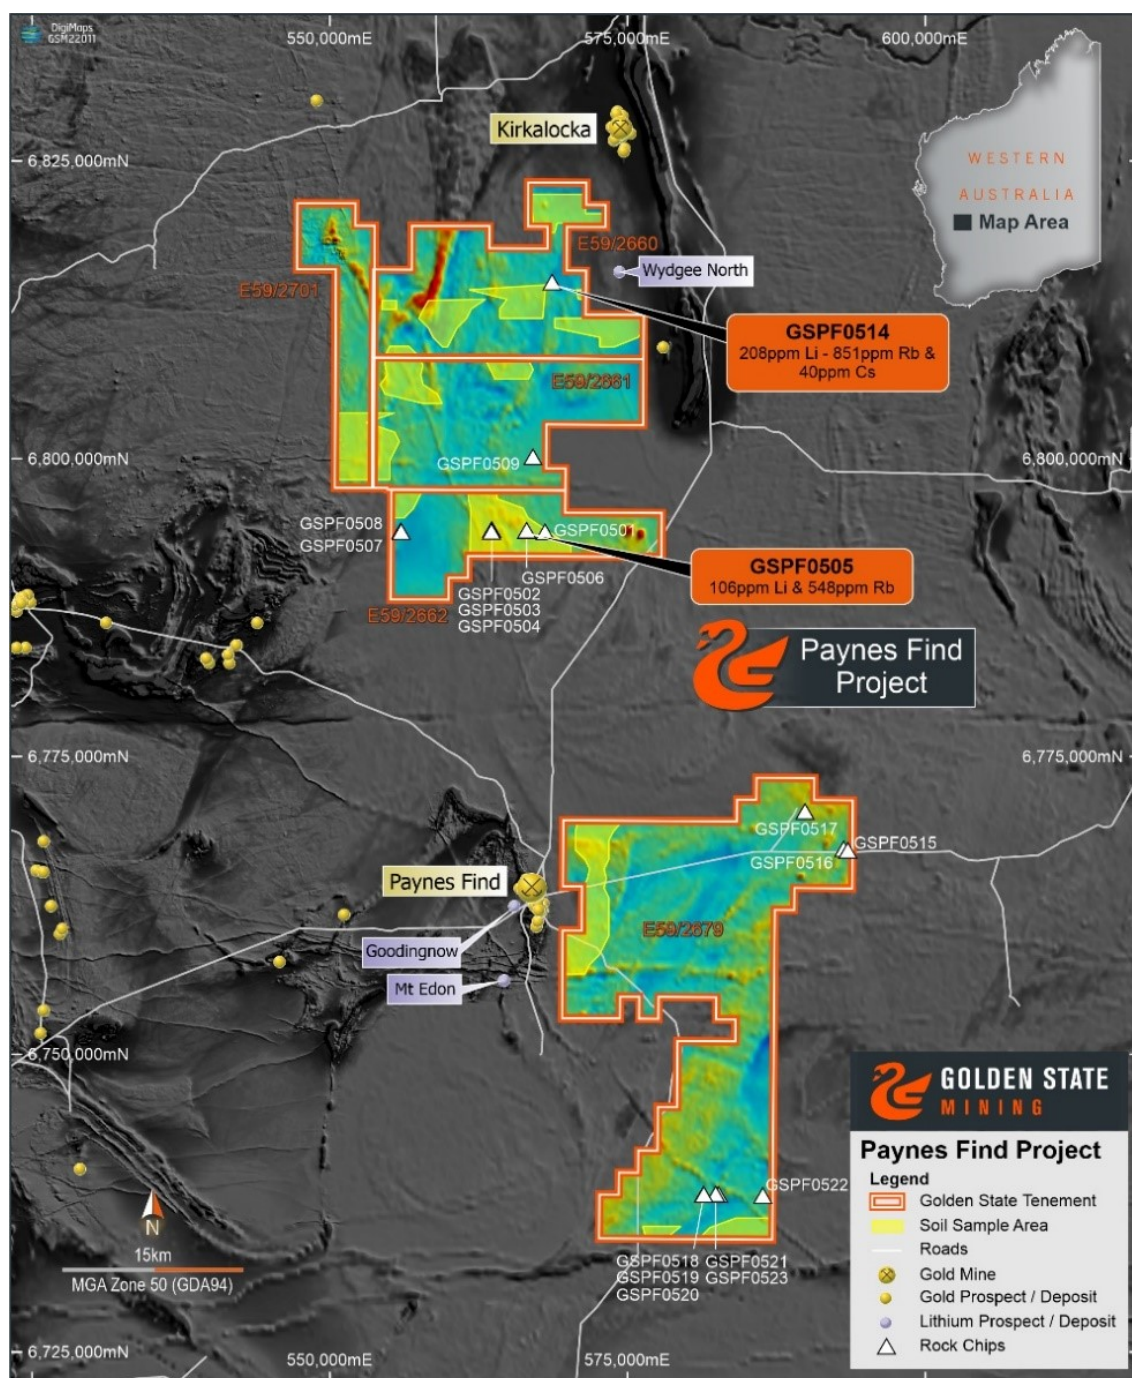 DigiMaps
GSM22011
550,000mE
575,000mE
600,000mE
Kirkalocka
6,825,000mN
WESTERN
AUSTRALIA
Map Area
E59/2660
Wydgee North
E59/2701
GSPF0514
208ppm Li - 851ppm Rb &
40ppm Cs
E59/2661
GSPF0509
6,800,000mN
6,800,000mN
GSPF0508
GSPF0507
GSPF0501
GSPF0506
GSPF0505
106ppm Li & 548ppm Rb
GSPF0502
GSPF0503
GSPF0504
E59/2662
Paynes Find
Project
6,775,000mN
6,775,000mN
GSPF0517
GSPF0515
GSPF0516
Paynes Find
E59/2679
Goodingnow
Mt Edon
6,750,000mN
GOLDEN STATE
MINING
Paynes Find Project
Legend
Golden State Tenement
Soil Sample Area
Roads
Gold Mine
Gold Prospect / Deposit
Lithium Prospect / Deposit
Rock Chips
GSPF0522
N
15km
MGA Zone 50 (GDA94)
GSPF0518
GSPF0519
GSPF0520
GSPF0521
GSPF0523
6,725,000mN
550,000mE
575,000mE